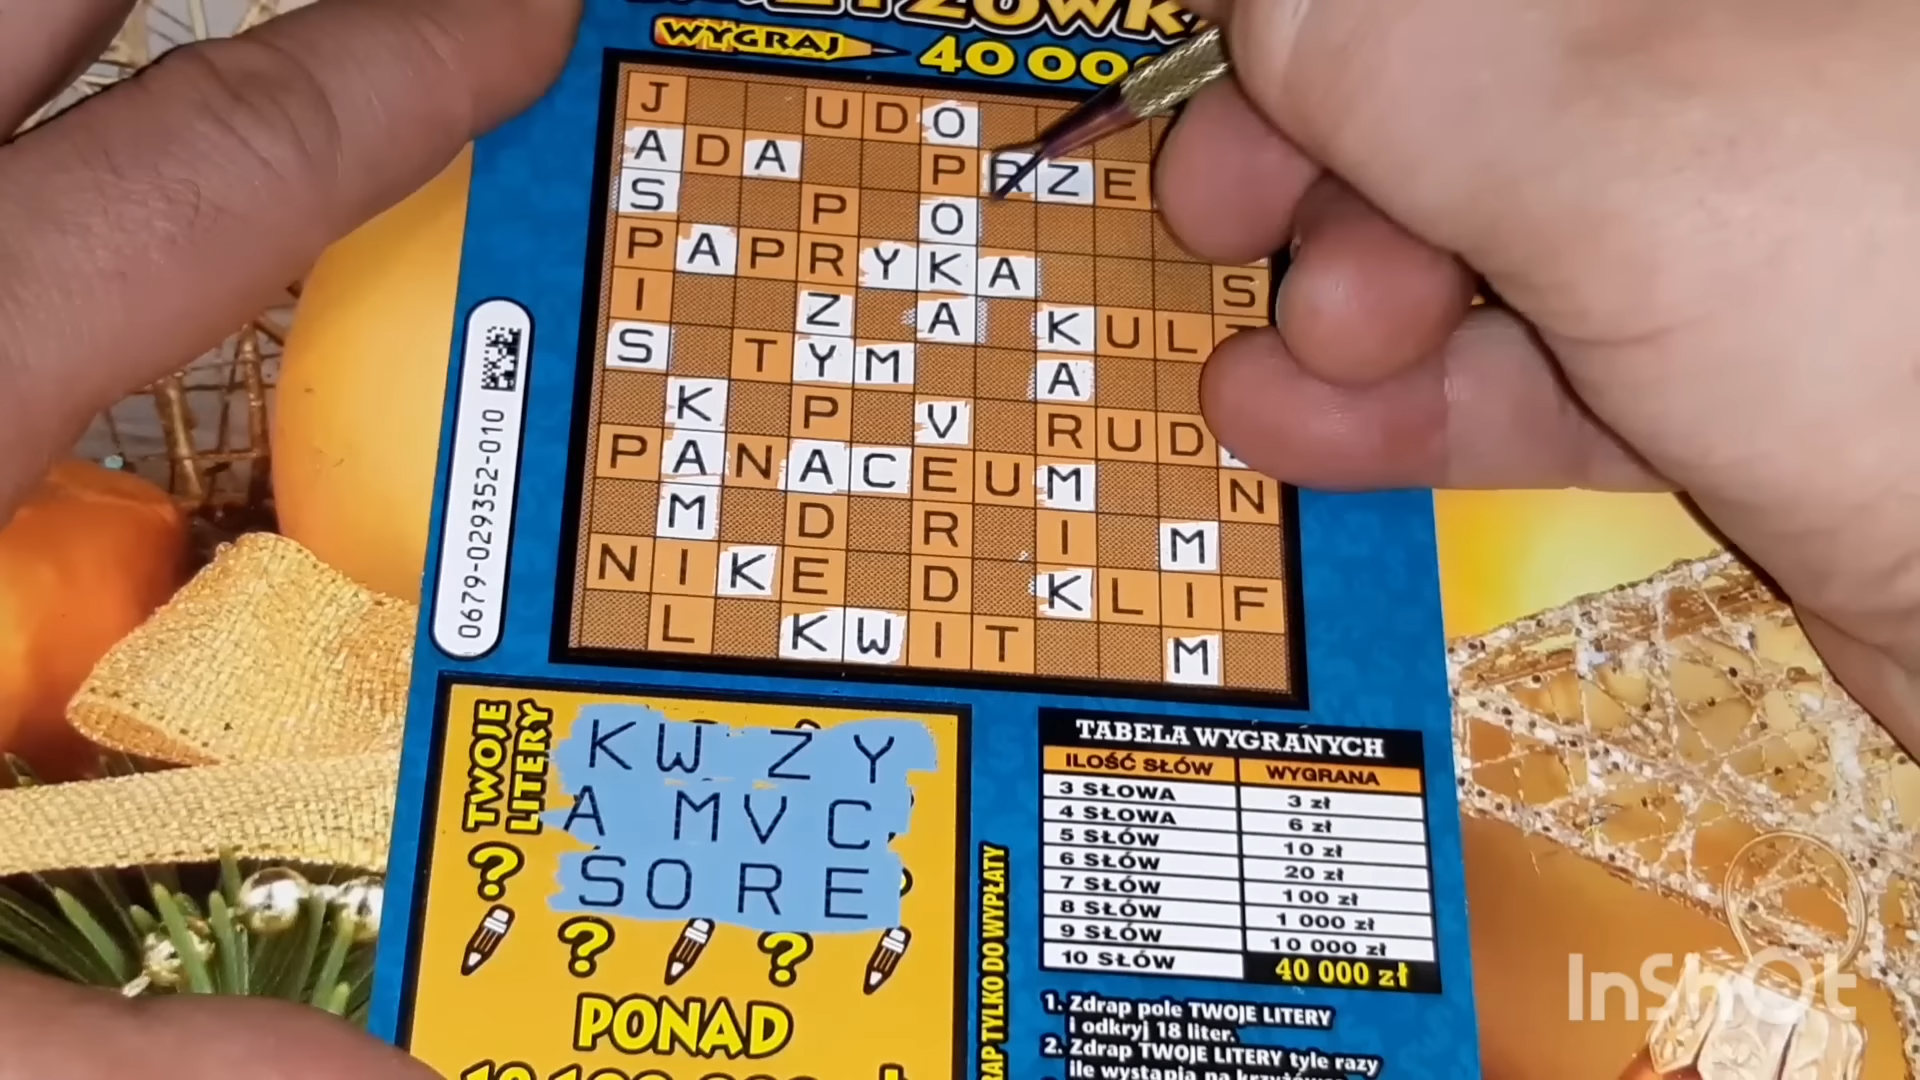 WYGRAJ 40 00
J U D O
A D A P R Z E
S P O
P A P R Y K A
I Z A K U L S
S T Y M A
K P V R U D
P A N A C E U M N
M D R I M
N I K E D K L I F
L K W I T M
0679-029352-010
TWOJE LITERY
K W Z Y
A M V C
S O R E
PONAD
TABELA WYGRANYCH
ILOŚĆ SŁÓW WYGRANA
3 SŁOWA 3 zł
4 SŁOWA 6 zł
5 SŁÓW 10 zł
6 SŁÓW 20 zł
7 SŁÓW 100 zł
8 SŁÓW 1 000 zł
9 SŁÓW 10 000 zł
10 SŁÓW 40 000 zł
RAP TYLKO DO WYPŁATY
1. Zdrap pole TWOJE LITERY
i odkryj 18 liter.
2. Zdrap TWOJE LITERY tyle razy
InShOt